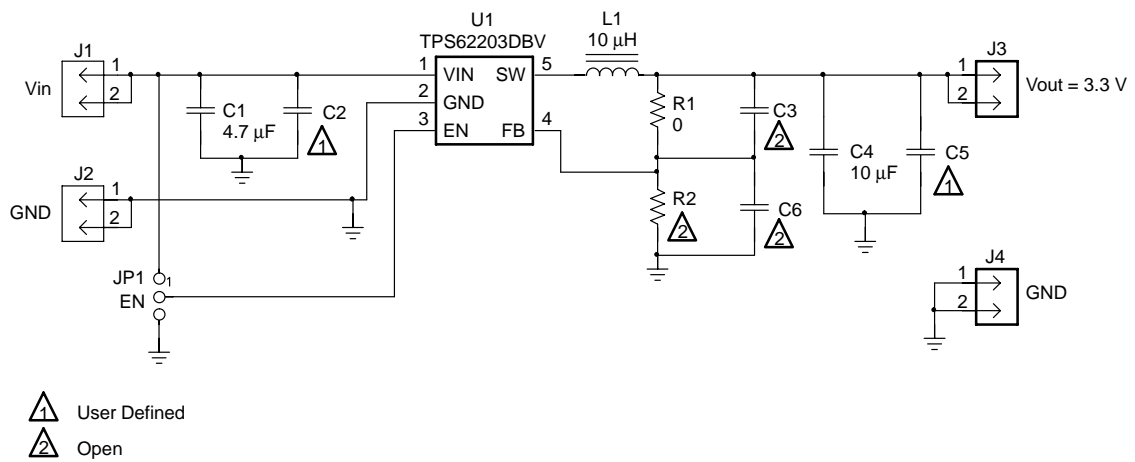 U1
TPS62203DBV
L1
10 μH
J1
1
2
Vin
1 VIN SW 5
2 GND
3 EN FB 4
C1
4.7 μF
C2
1
R1
0
C3
2
J3
1
2
Vout = 3.3 V
C4
10 μF
C5
1
J2
1
2
GND
R2
2
C6
2
JP1
1
EN
J4
1
2
GND
1 User Defined
2 Open